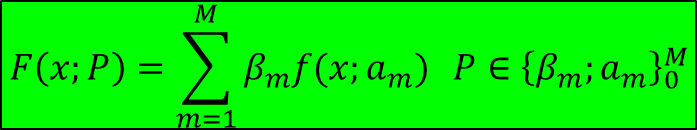 F(x; P) = ∑_{m=1}^{M} β_m f(x; a_m) P ∈ {β_m; a_m}_0^M